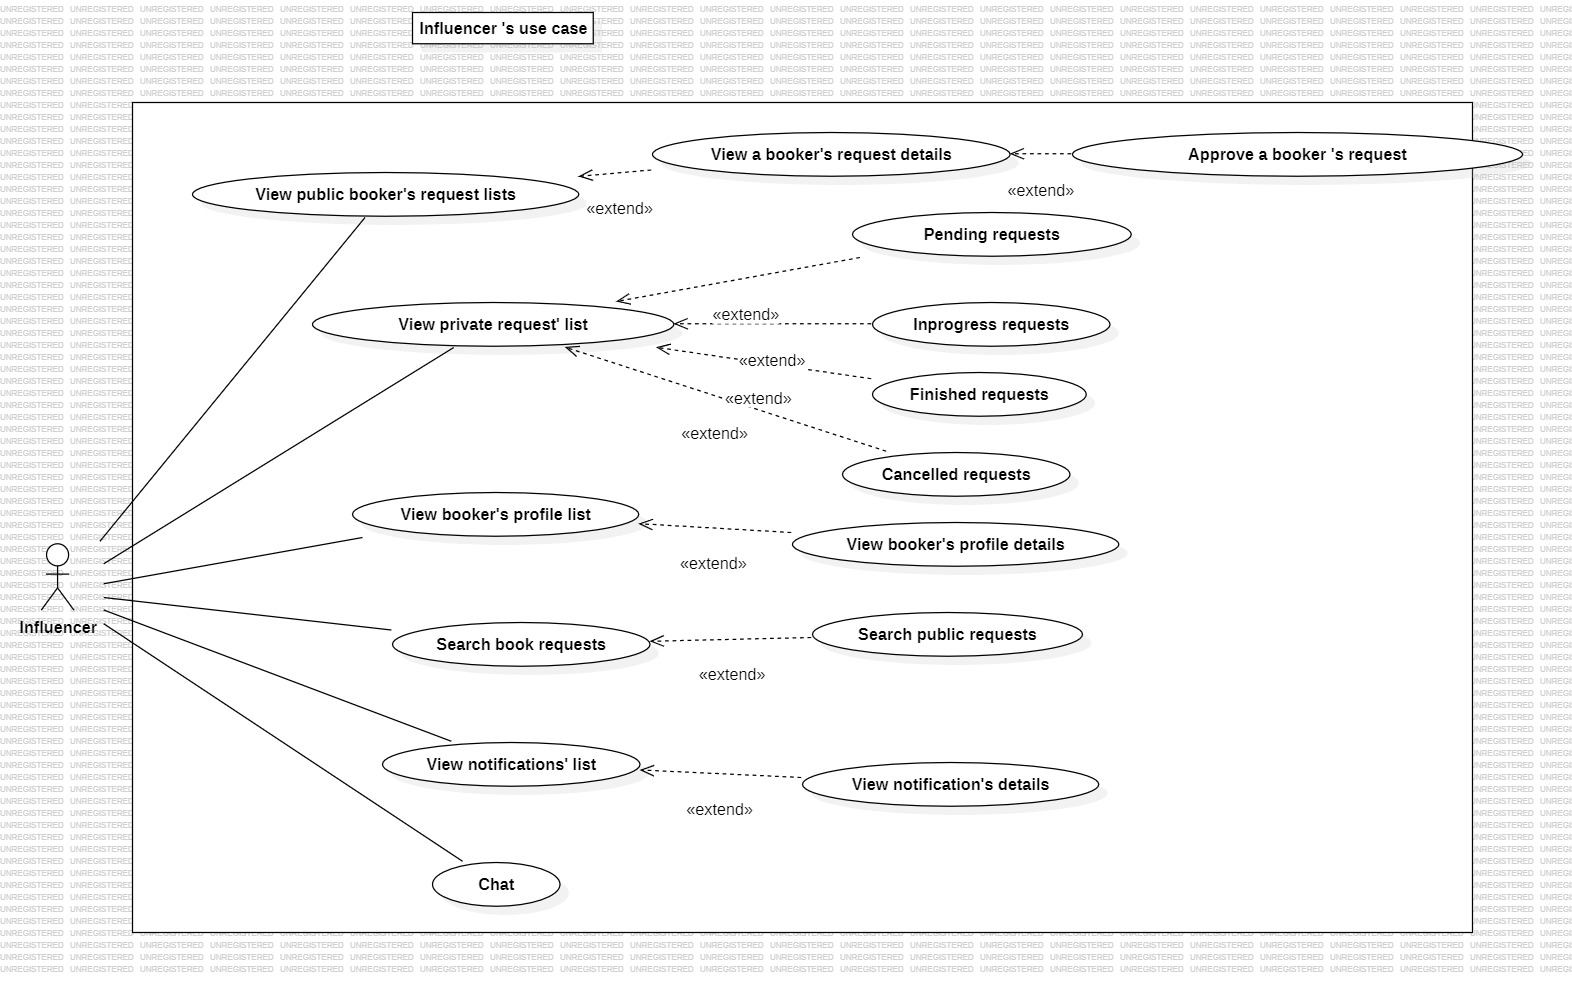 Influencer 's use case
View a booker's request details
Approve a booker 's request
View public booker's request lists
«extend»
«extend»
Pending requests
View private request' list
«extend»
Inprogress requests
«extend»
Finished requests
«extend»
«extend»
Cancelled requests
View booker's profile list
View booker's profile details
«extend»
Influencer
Search book requests
Search public requests
«extend»
View notifications' list
View notification's details
«extend»
Chat
UNREGISTERED